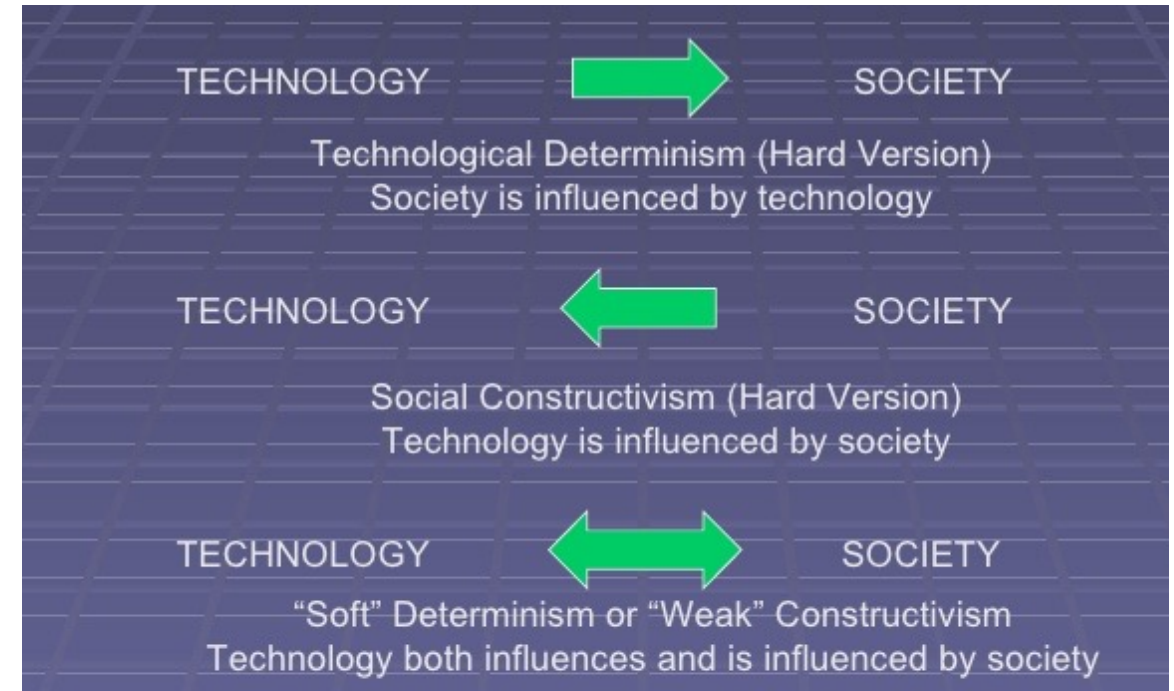 TECHNOLOGY SOCIETY
Technological Determinism (Hard Version)
Society is influenced by technology
TECHNOLOGY SOCIETY
Social Constructivism (Hard Version)
Technology is influenced by society
TECHNOLOGY SOCIETY
“Soft” Determinism or “Weak” Constructivism
Technology both influences and is influenced by society